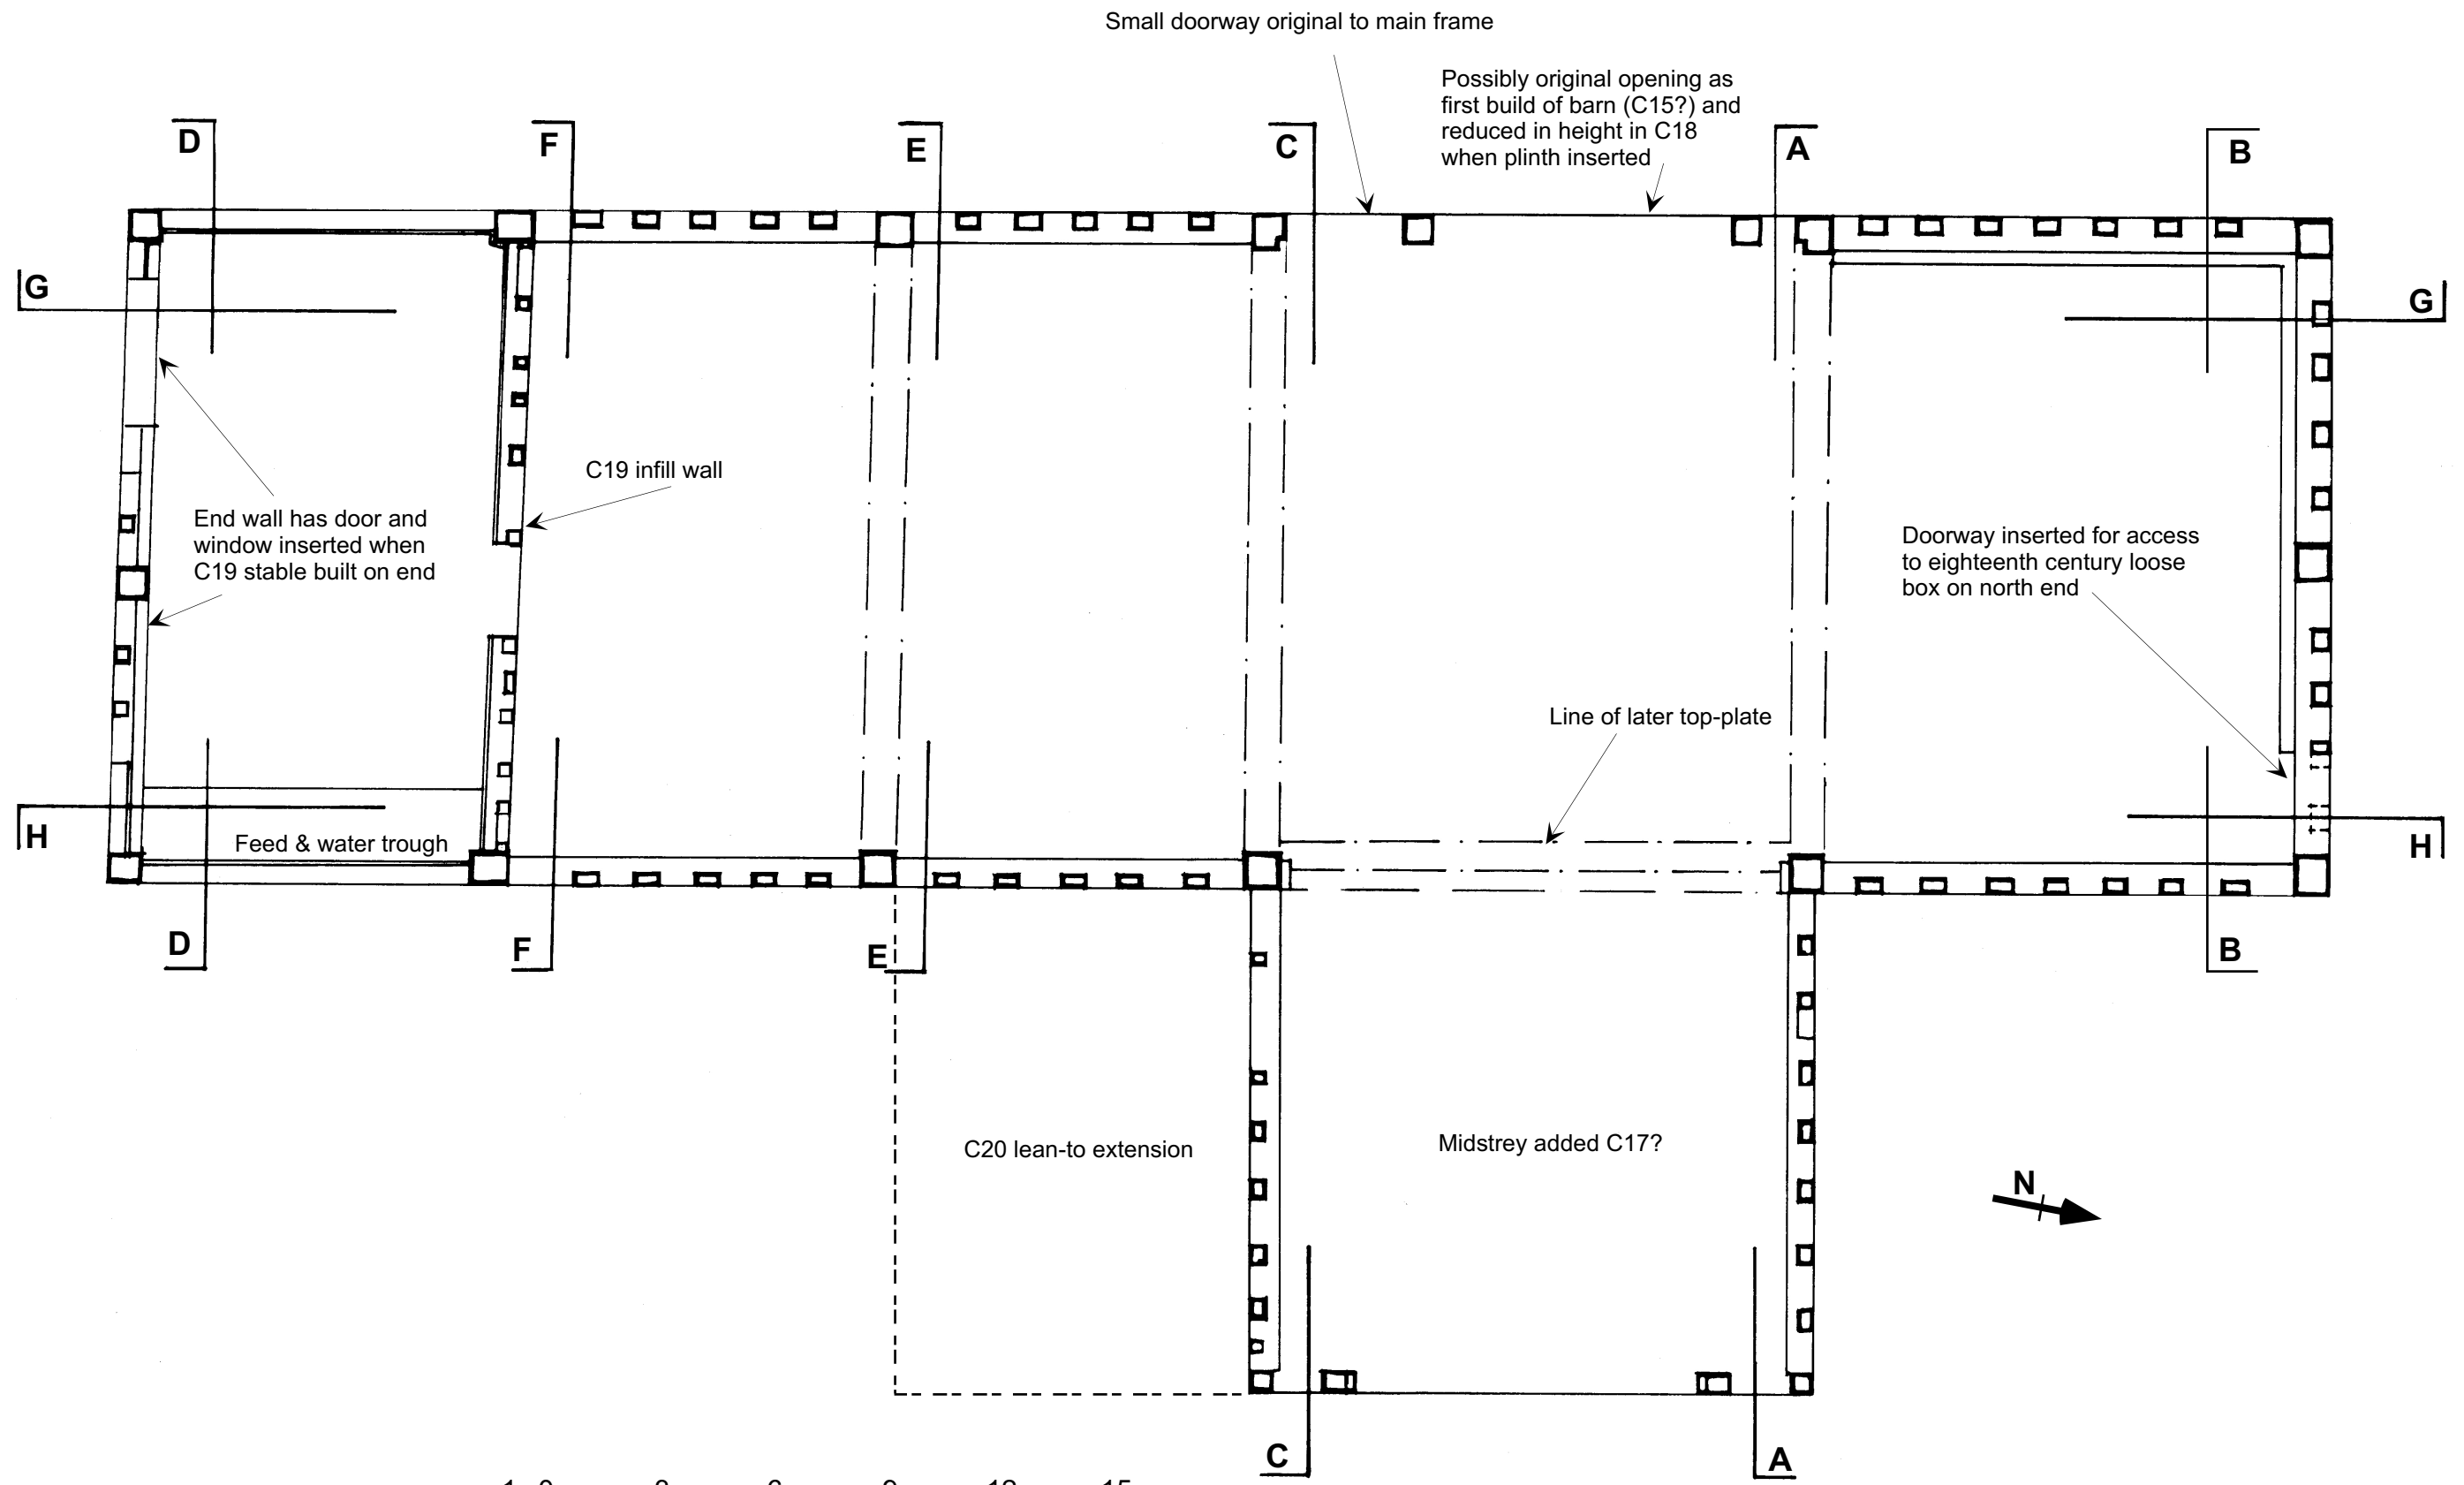 Small doorway original to main frame
Possibly original opening as
first build of barn (C15?) and
reduced in height in C18
when plinth inserted
D
F
E
C
A
B
G
G
C19 infill wall
End wall has door and
window inserted when
C19 stable built on end
Doorway inserted for access
to eighteenth century loose
box on north end
Line of later top-plate
H
Feed & water trough
H
D
F
E
B
C20 lean-to extension
Midstrey added C17?
N
C
A